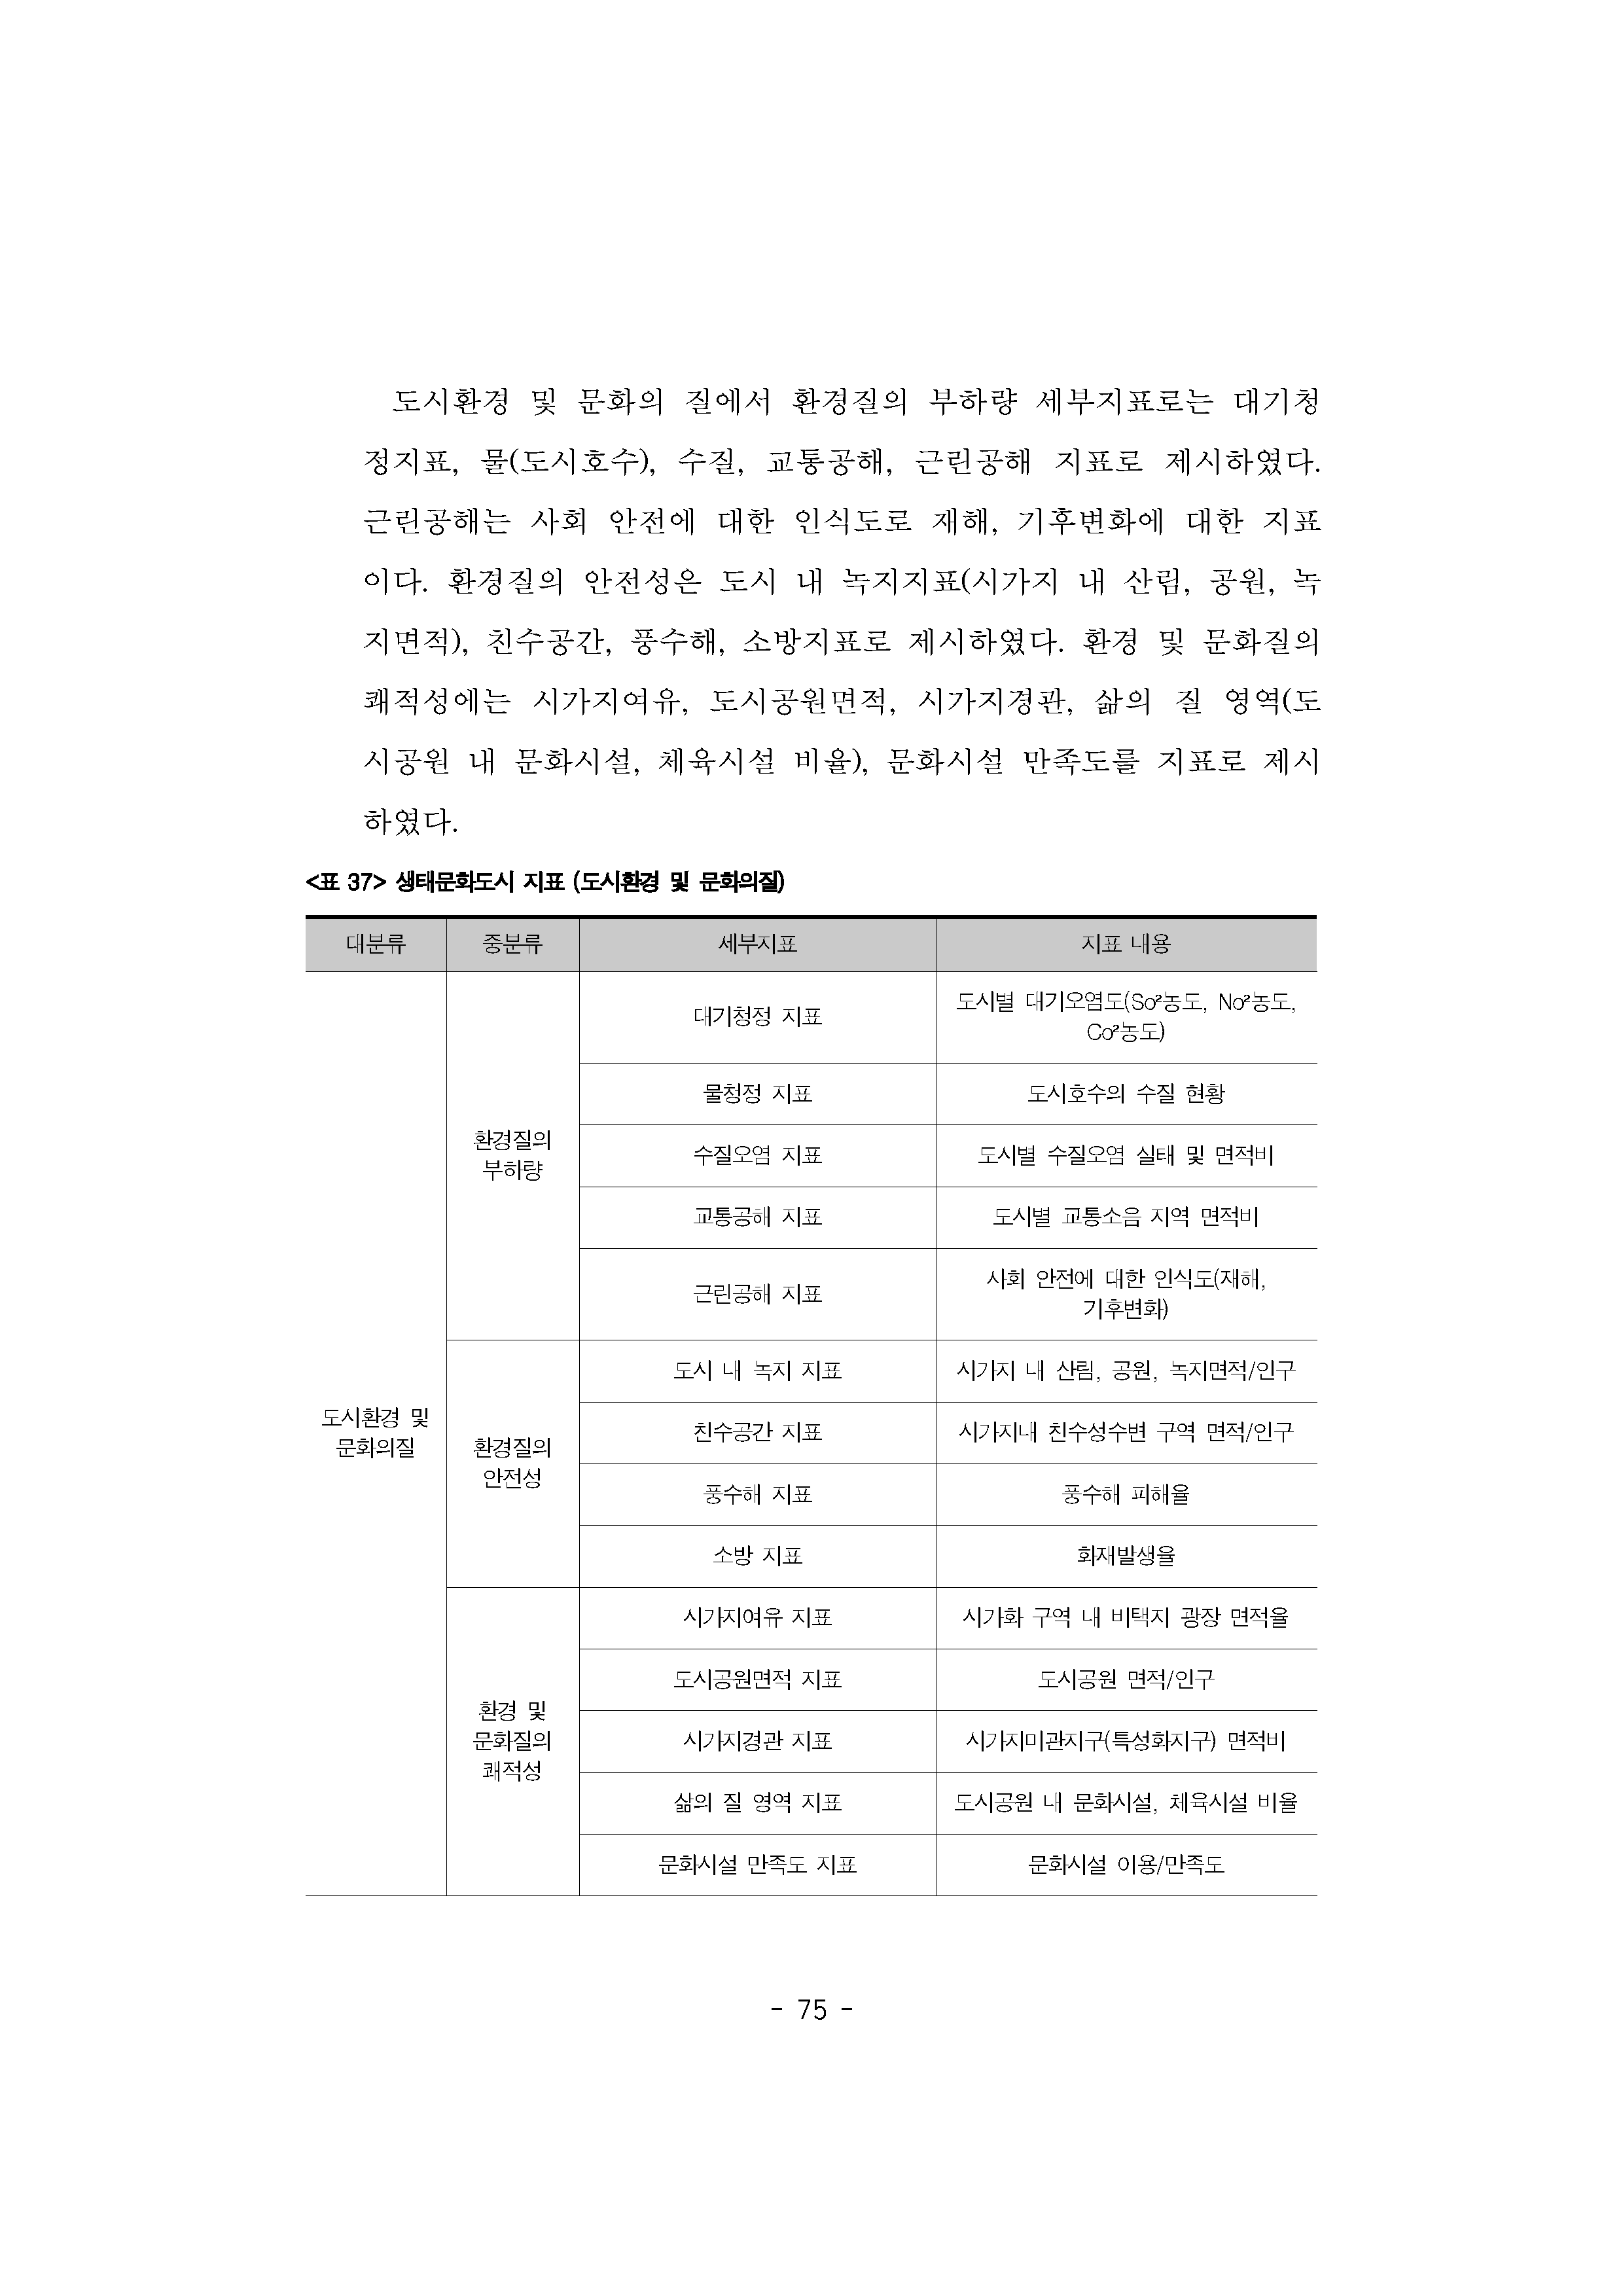 도시환경 및 문화의 질에서 환경질의 부하량 세부지표로는 대기청
정지표, 물(도시호수), 수질, 교통공해, 근린공해 지표로 제시하였다.
근린공해는 사회 안전에 대한 인식도로 재해, 기후변화에 대한 지표
이다. 환경질의 안전성은 도시 내 녹지지표(시가지 내 산림, 공원, 녹
지면적), 친수공간, 풍수해, 소방지표로 제시하였다. 환경 및 문화질의
쾌적성에는 시가지여유, 도시공원면적, 시가지경관, 삶의 질 영역(도
시공원 내 문화시설, 체육시설 비율), 문화시설 만족도를 지표로 제시
하였다.
<표 37> 생태문화도시 지표 (도시환경 및 문화의질)
대분류 중분류 세부지표 지표 내용
도시환경 및
문화의질
환경질의
부하량
대기청정 지표
도시별 대기오염도(So²농도, No²농도,
Co²농도)
물청정 지표 도시호수의 수질 현황
수질오염 지표 도시별 수질오염 실태 및 면적비
교통공해 지표 도시별 교통소음 지역 면적비
근린공해 지표
사회 안전에 대한 인식도(재해,
기후변화)
환경질의
안전성
도시 내 녹지 지표 시가지 내 산림, 공원, 녹지면적/인구
친수공간 지표 시가지내 친수성수변 구역 면적/인구
풍수해 지표 풍수해 피해율
소방 지표 화재발생율
환경 및
문화질의
쾌적성
시가지여유 지표 시가화 구역 내 비택지 광장 면적율
도시공원면적 지표 도시공원 면적/인구
시가지경관 지표 시가지미관지구(특성화지구) 면적비
삶의 질 영역 지표 도시공원 내 문화시설, 체육시설 비율
문화시설 만족도 지표 문화시설 이용/만족도
- 75 -